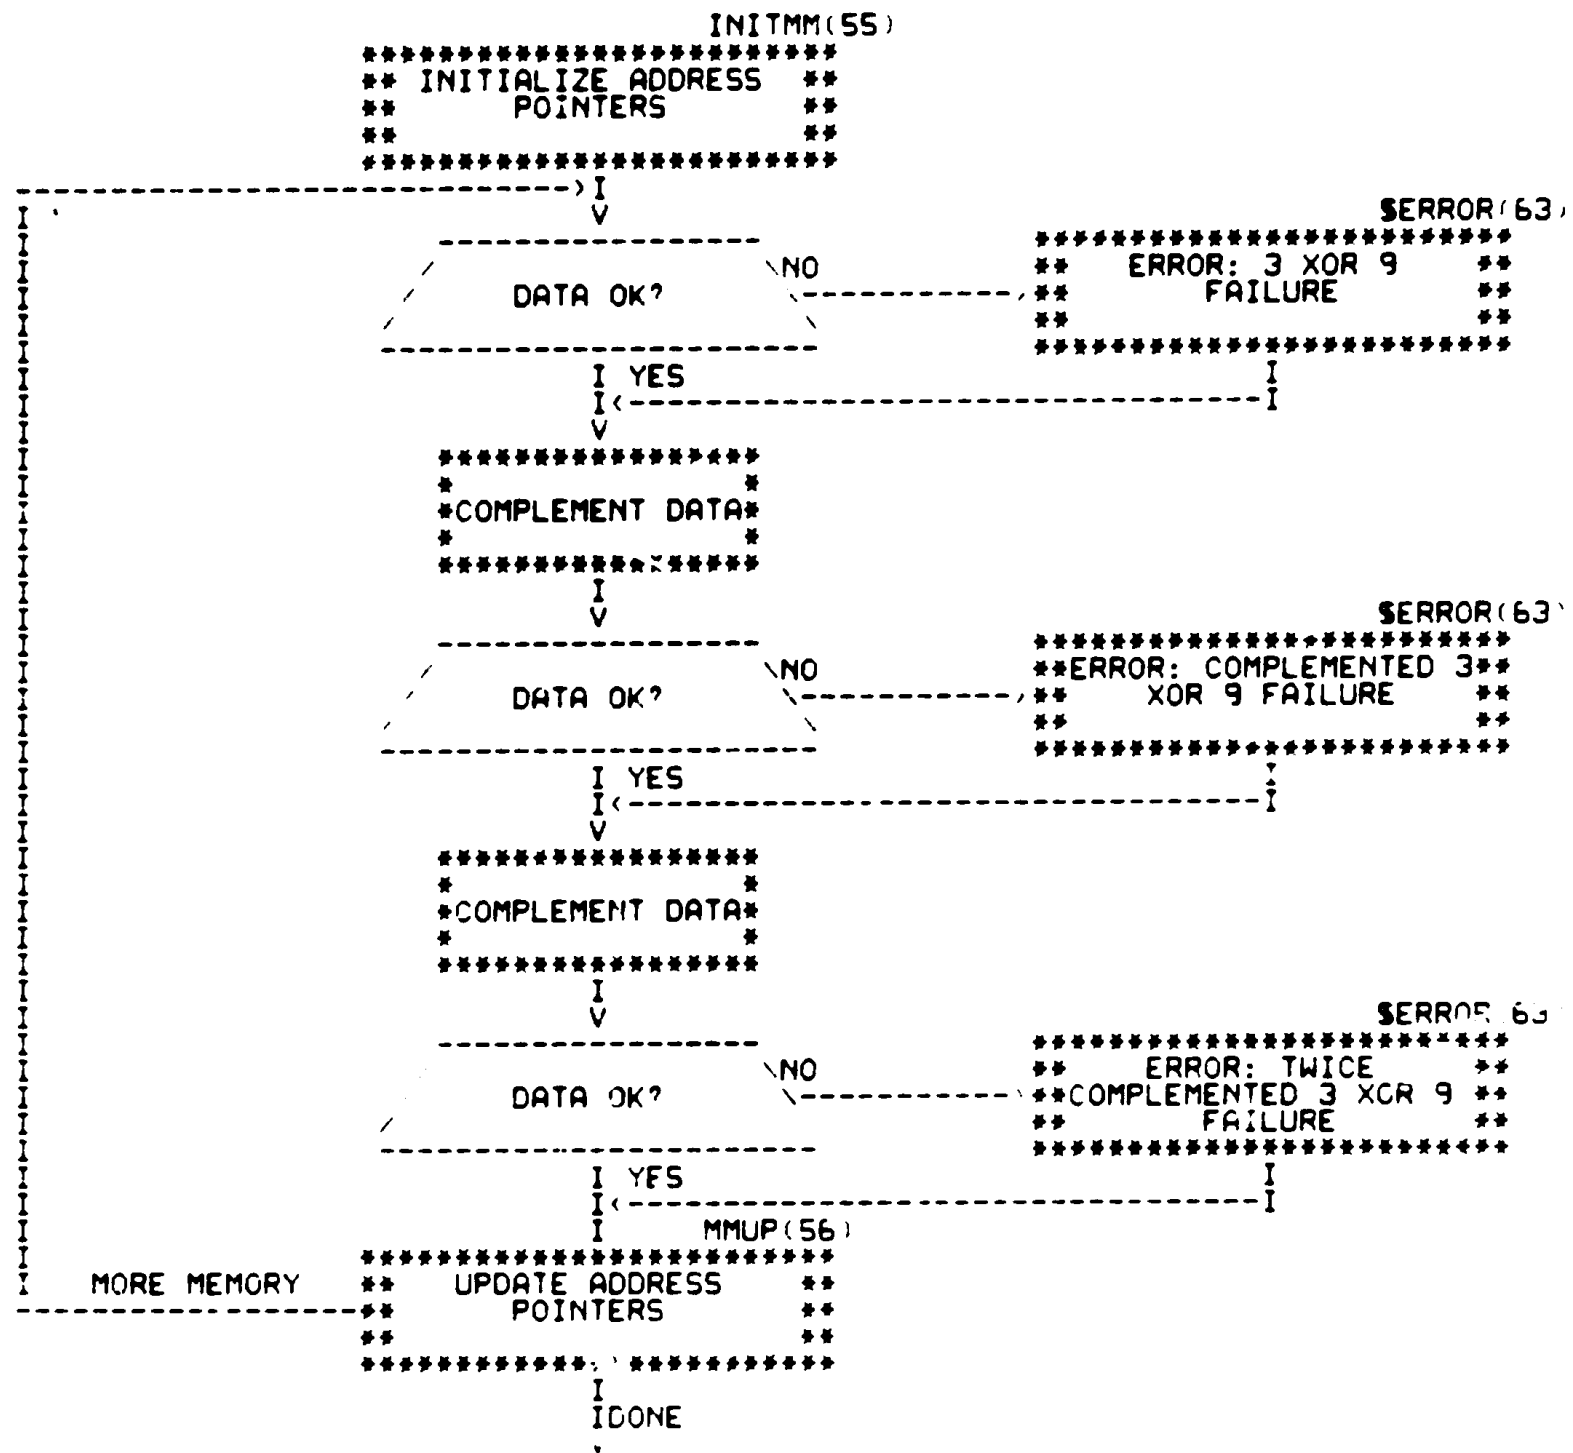 INITMM(55)
INITIALIZE ADDRESS
POINTERS
$ERROR(63)
DATA OK?
NO
ERROR: 3 XOR 9
FAILURE
YES
COMPLEMENT DATA
$ERROR(63)
DATA OK?
NO
ERROR: COMPLEMENTED 3
XOR 9 FAILURE
YES
COMPLEMENT DATA
$ERROR 63
DATA OK?
NO
ERROR: TWICE
COMPLEMENTED 3 XOR 9
FAILURE
YES
MMUP(56)
MORE MEMORY
UPDATE ADDRESS
POINTERS
DONE